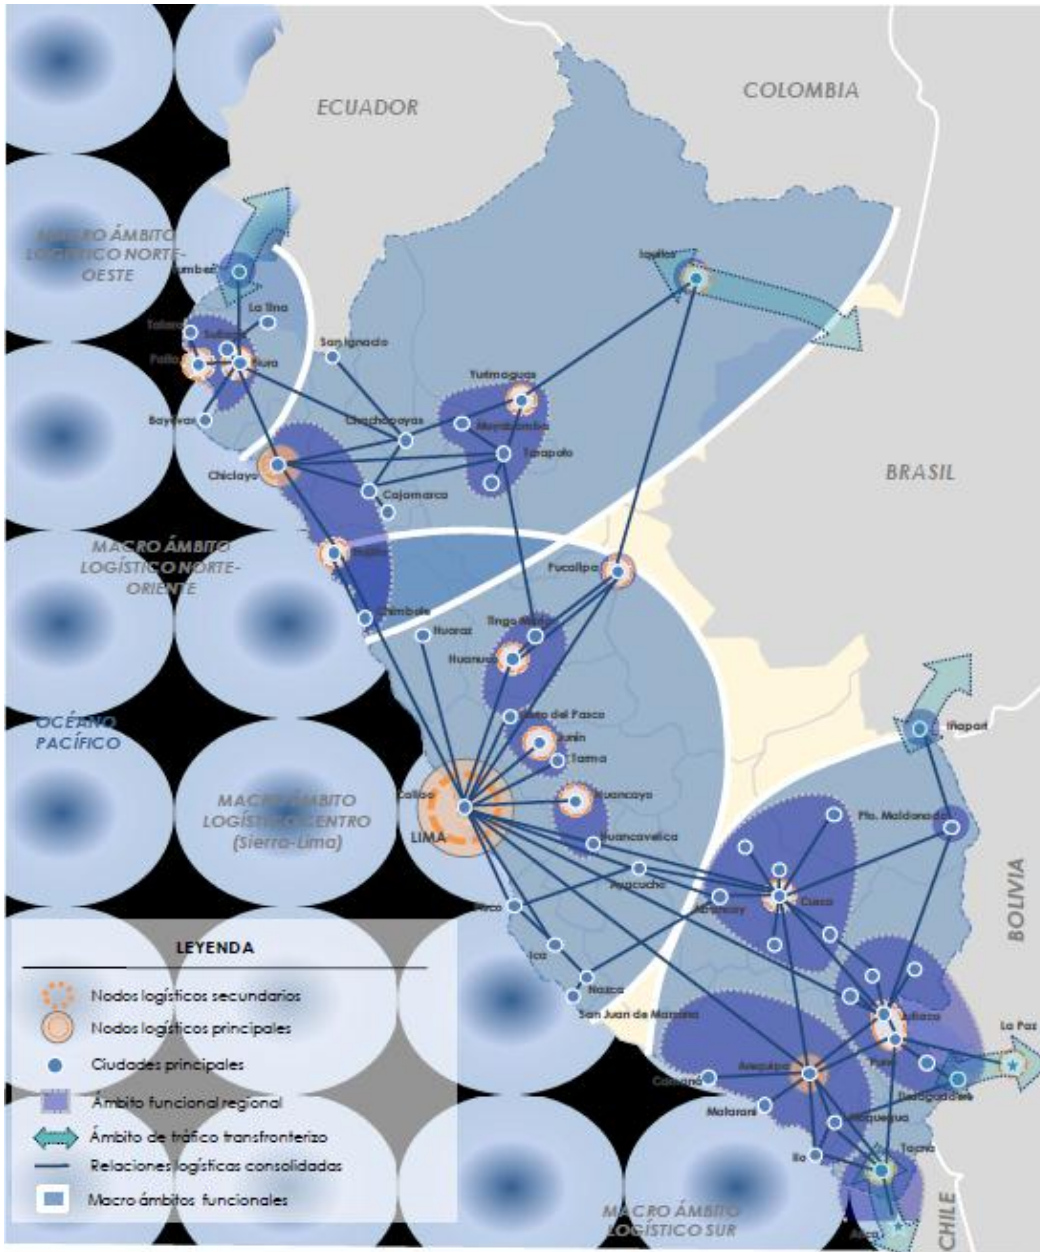 ECUADOR
COLOMBIA
MACRO ÁMBITO
LOGÍSTICO NORTE-
OESTE
Iquitos
La Tina
Talara
Sullana
San Ignacio
Paita
Piura
Yurimaguas
Bayovar
Chachapoyas
Moyabamba
Tarapoto
Chiclayo
Cajamarca
BRASIL
MACRO ÁMBITO
LOGÍSTICO NORTE-
ORIENTE
Trujillo
Pucallpa
Chimbote
Huaraz
Tingo María
Huanuco
OCÉANO
PACÍFICO
Cerro del Pasco
Junín
Tarma
Iñapari
MACRO ÁMBITO
LOGÍSTICO CENTRO
(Sierra-Lima)
Callao
LIMA
Huancayo
Pto. Maldonado
Huancavelica
Ayacucho
Abancay
Cusco
Pisco
BOLIVIA
Ica
Nazca
San Juan de Marcona
Juliaca
La Paz
Puno
Arequipa
Camaná
Desaguadero
Matarani
Moquegua
Ilo
Tacna
Arica
MACRO ÁMBITO
LOGÍSTICO SUR
CHILE
LEYENDA
Nodos logísticos secundarios
Nodos logísticos principales
Ciudades principales
Ámbito funcional regional
Ámbito de tráfico transfronterizo
Relaciones logísticas consolidadas
Macro ámbitos funcionales